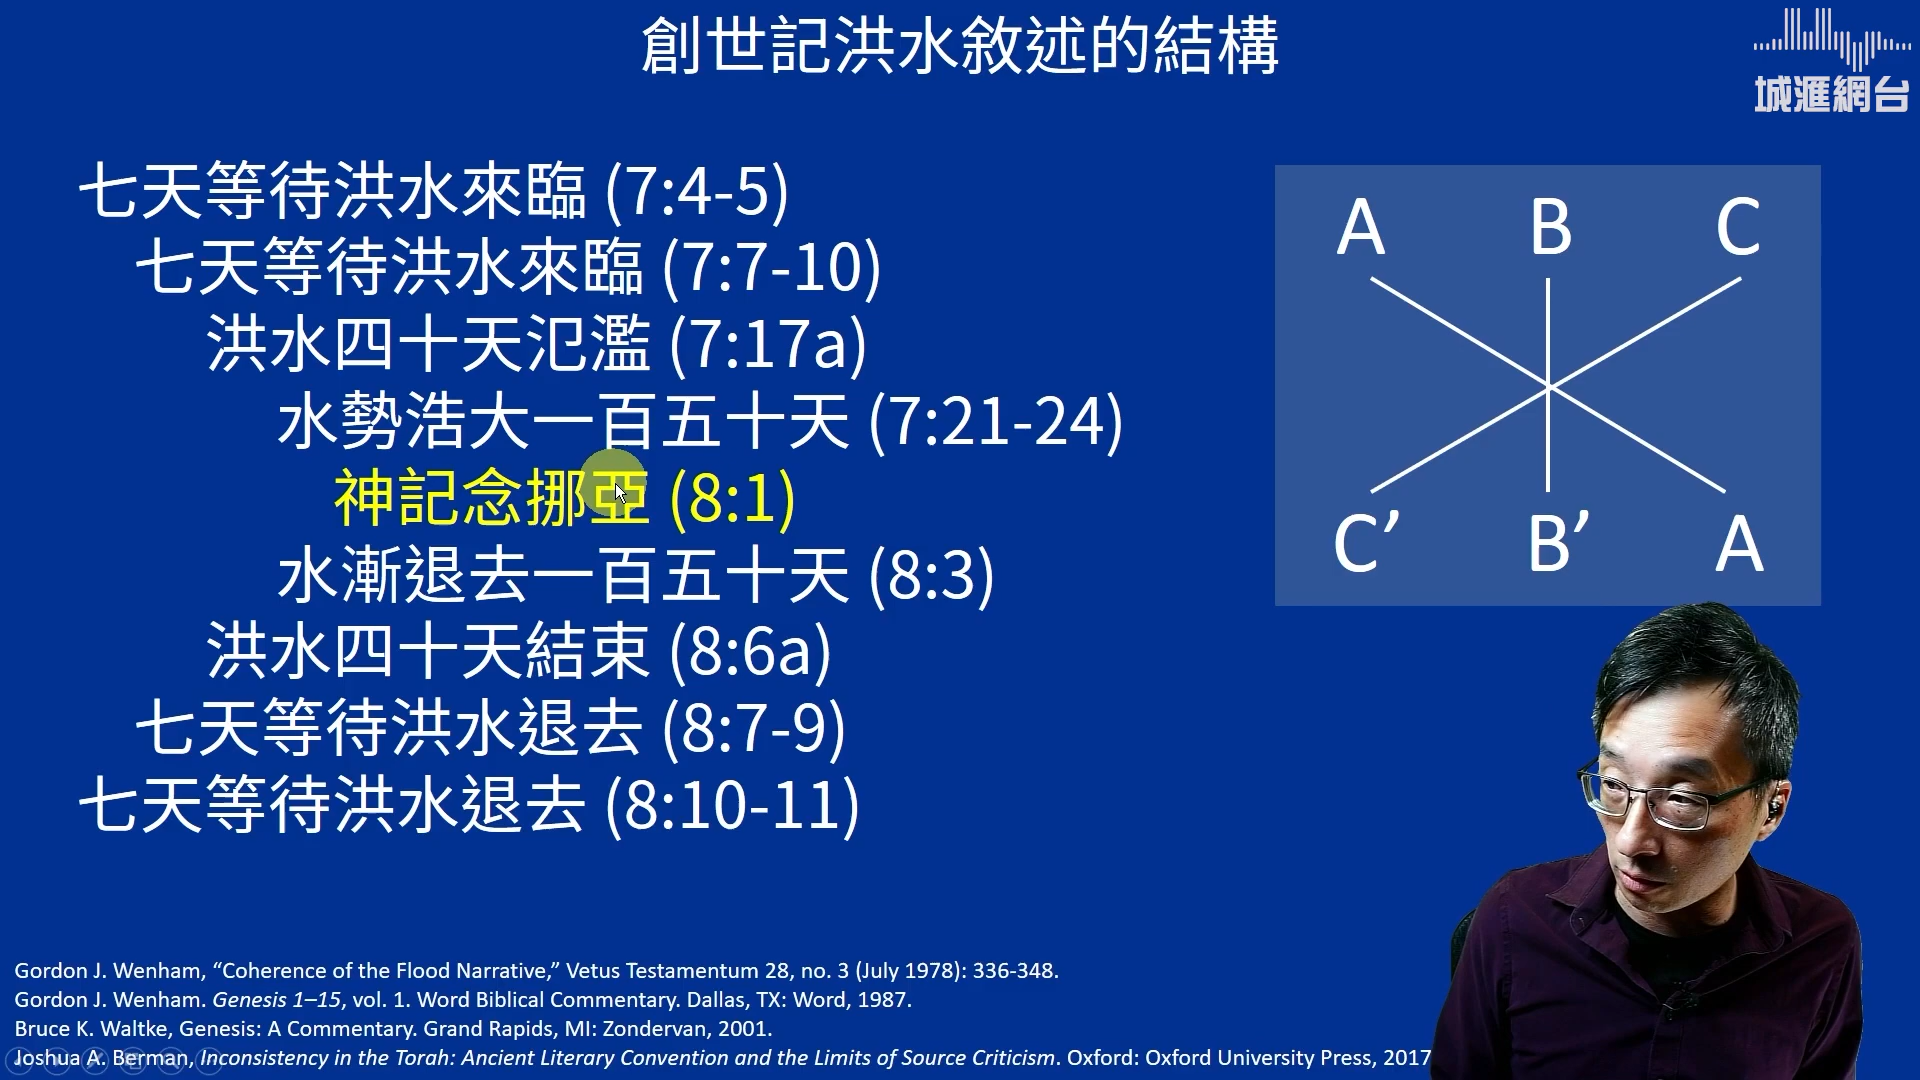 創世記洪水敘述的結構
城滙網台
七天等待洪水來臨 (7:4-5)
七天等待洪水來臨 (7:7-10)
洪水四十天氾濫 (7:17a)
水勢浩大一百五十天 (7:21-24)
神記念挪亞 (8:1)
水漸退去一百五十天 (8:3)
洪水四十天結束 (8:6a)
七天等待洪水退去 (8:7-9)
七天等待洪水退去 (8:10-11)
A B C
C’ B’ A
Gordon J. Wenham, “Coherence of the Flood Narrative,” Vetus Testamentum 28, no. 3 (July 1978): 336-348.
Gordon J. Wenham. Genesis 1–15, vol. 1. Word Biblical Commentary. Dallas, TX: Word, 1987.
Bruce K. Waltke, Genesis: A Commentary. Grand Rapids, MI: Zondervan, 2001.
Joshua A. Berman, Inconsistency in the Torah: Ancient Literary Convention and the Limits of Source Criticism. Oxford: Oxford University Press, 2017